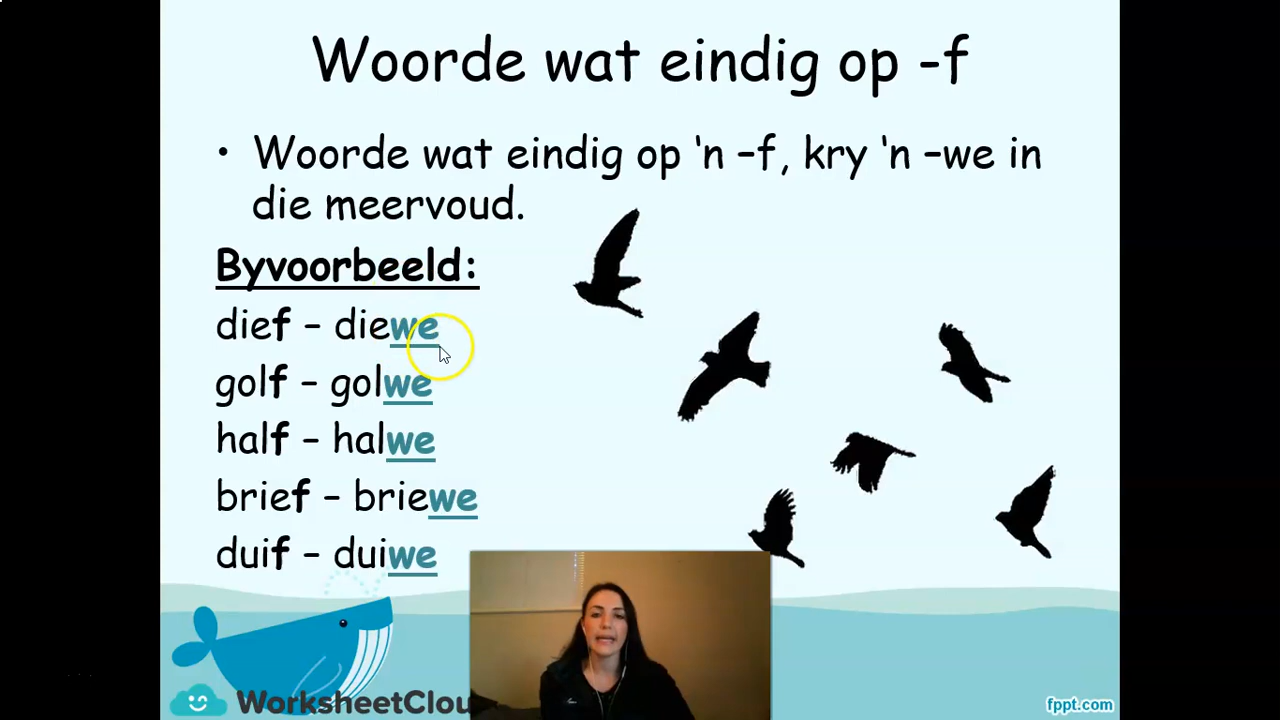 Woorde wat eindig op -f
• Woorde wat eindig op ‘n –f, kry ‘n –we in
die meervoud.
Byvoorbeeld:
dief – diewe
golf – golwe
half – halwe
brief – briewe
duif – duiwe
WorksheetClou
fppt.com